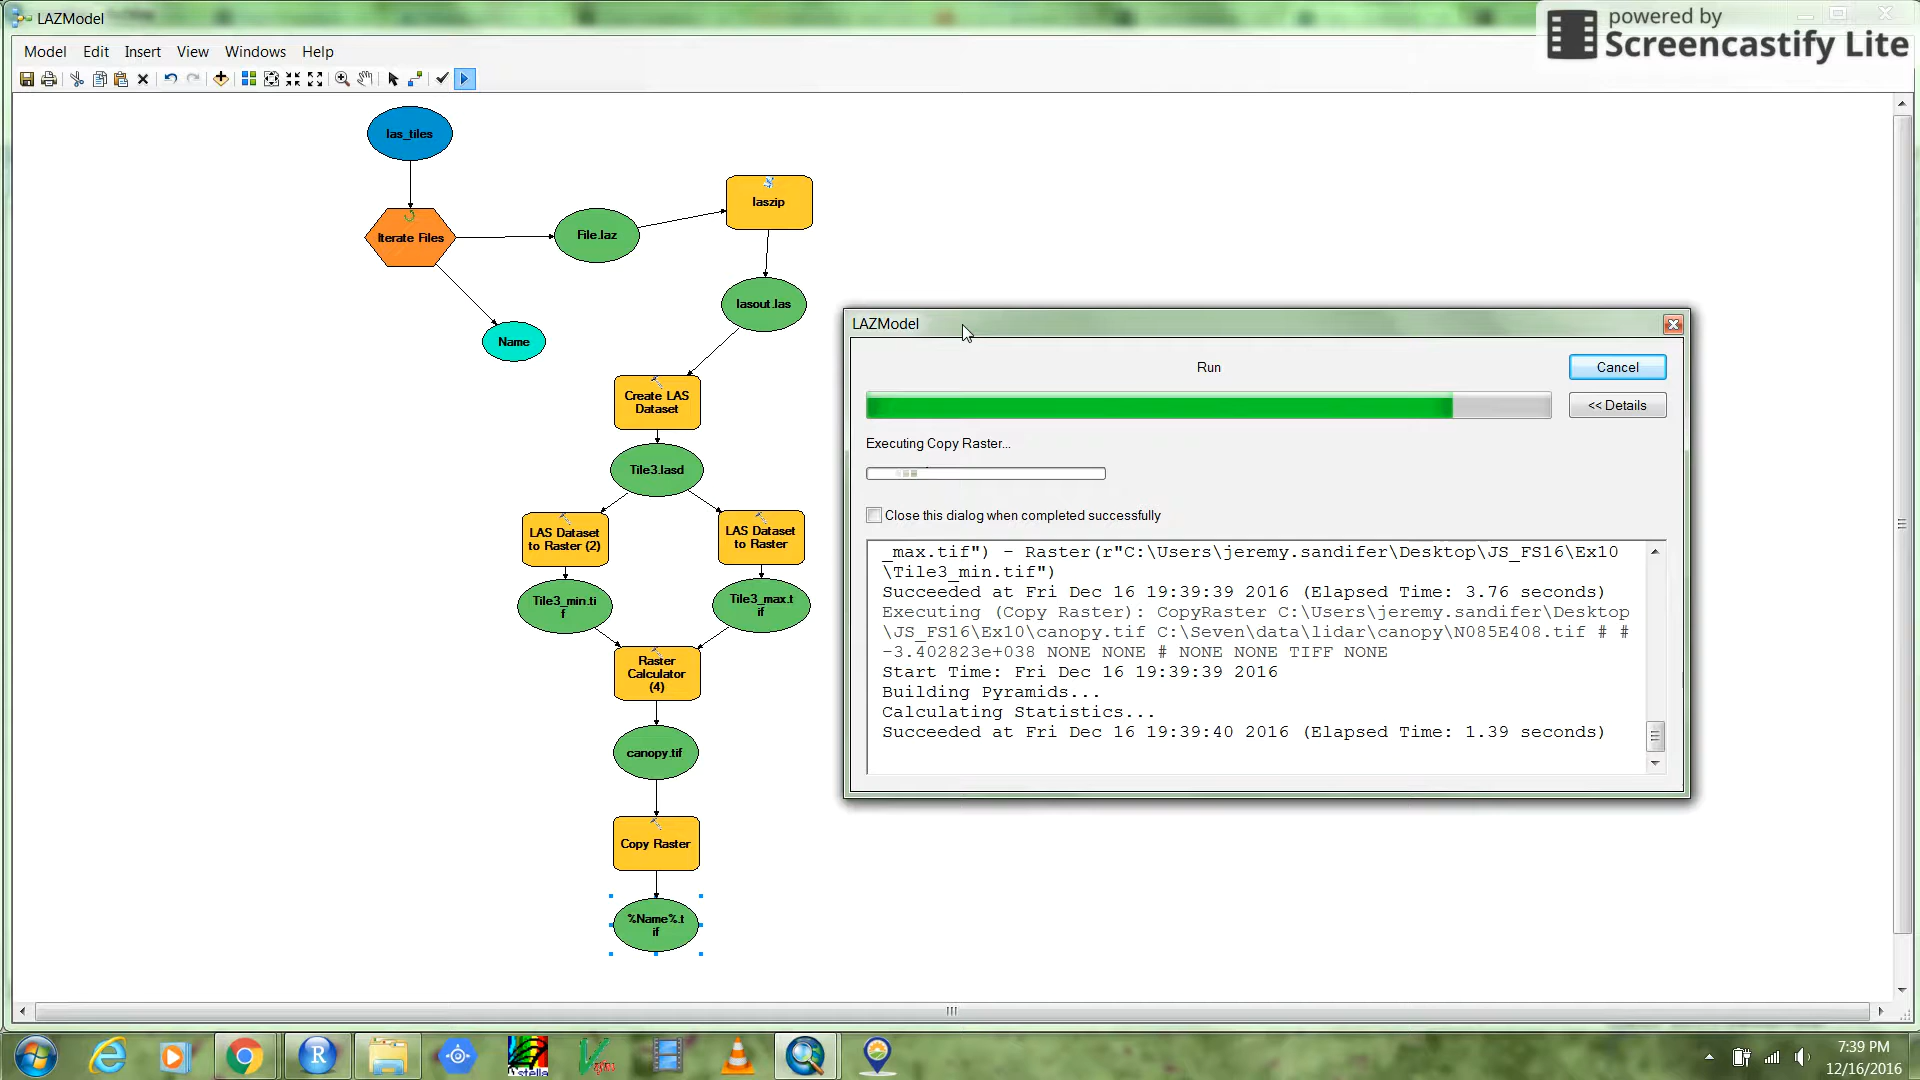 LAZModel
powered by
Screencastify Lite
Model Edit Insert View Windows Help
las_tiles
laszip
Iterate Files
File.laz
lasout.las
Name
Create LAS
Dataset
Tile3.lasd
LAS Dataset
to Raster (2)
LAS Dataset
to Raster
Tile3_min.ti
f
Tile3_max.t
if
Raster
Calculator
(4)
canopy.tif
Copy Raster
%Name%.t
if
LAZModel
Run
Cancel
<< Details
Executing Copy Raster...
Close this dialog when completed successfully
_max.tif") - Raster(r"C:\Users\jeremy.sandifer\Desktop\JS_FS16\Ex10
\Tile3_min.tif")
Succeeded at Fri Dec 16 19:39:39 2016 (Elapsed Time: 3.76 seconds)
Executing (Copy Raster): CopyRaster C:\Users\jeremy.sandifer\Desktop
\JS_FS16\Ex10\canopy.tif C:\Seven\data\lidar\canopy\N085E408.tif # #
-3.402823e+038 NONE NONE # NONE NONE TIFF NONE
Start Time: Fri Dec 16 19:39:39 2016
Building Pyramids...
Calculating Statistics...
Succeeded at Fri Dec 16 19:39:40 2016 (Elapsed Time: 1.39 seconds)
R
stella
7:39 PM
12/16/2016